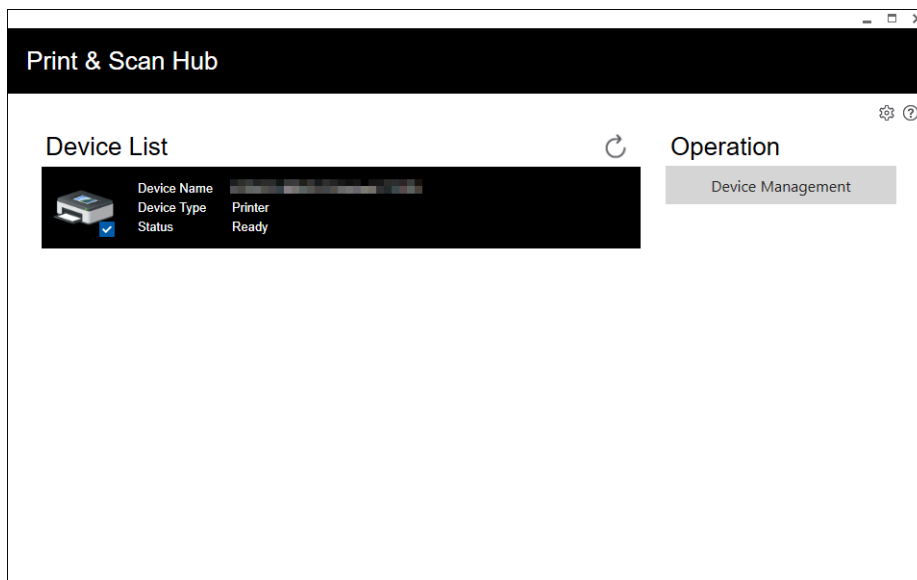 Print & Scan Hub
Device List
Operation
Device Name
Device Type Printer
Status Ready
Device Management